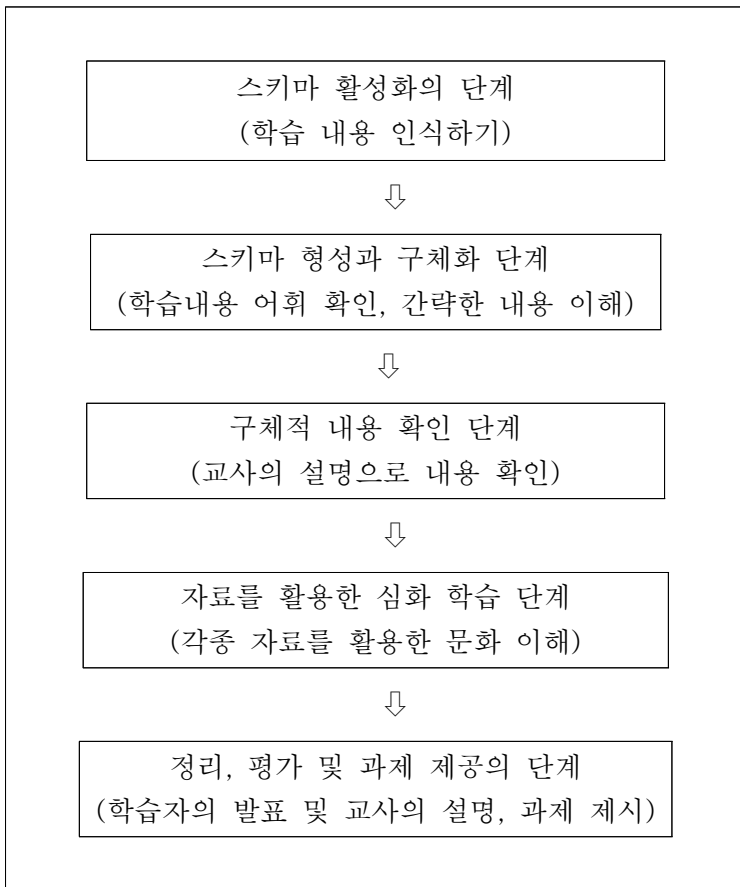 스키마 활성화의 단계
(학습 내용 인식하기)
⇩
스키마 형성과 구체화 단계
(학습내용 어휘 확인, 간략한 내용 이해)
⇩
구체적 내용 확인 단계
(교사의 설명으로 내용 확인)
⇩
자료를 활용한 심화 학습 단계
(각종 자료를 활용한 문화 이해)
⇩
정리, 평가 및 과제 제공의 단계
(학습자의 발표 및 교사의 설명, 과제 제시)